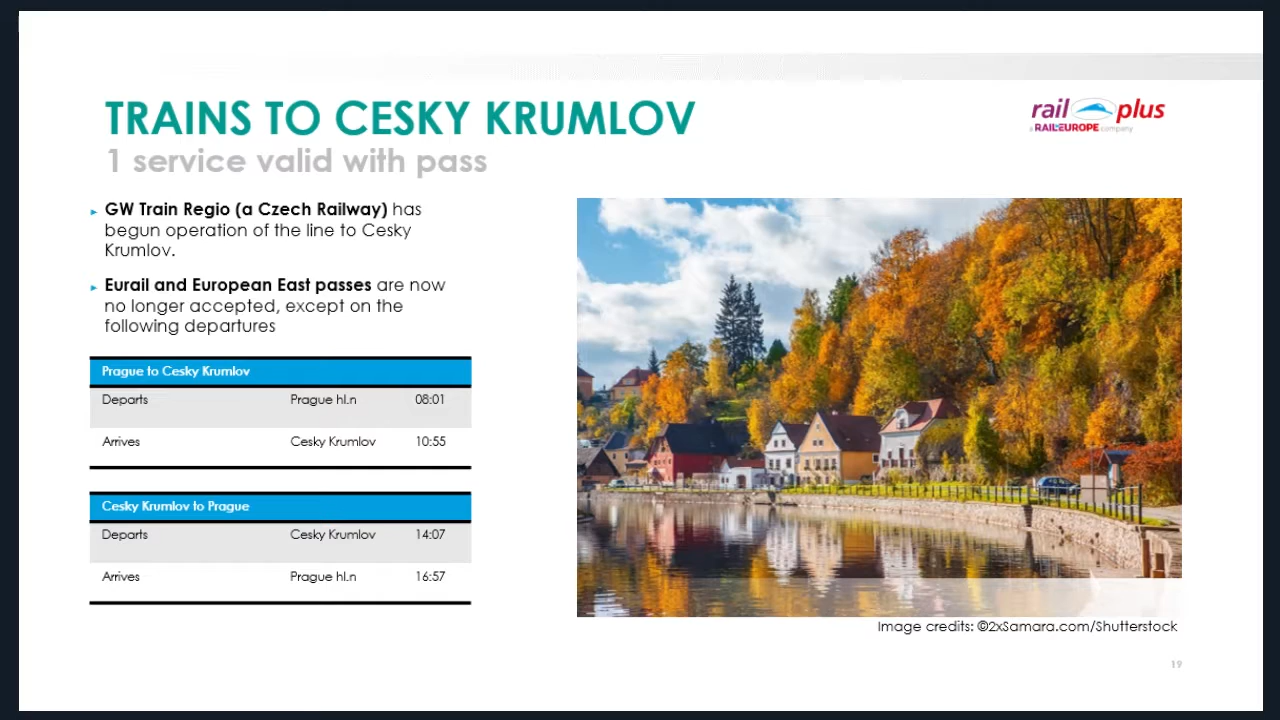 TRAINS TO CESKY KRUMLOV
1 service valid with pass
rail plus
a RAILEUROPE company
► GW Train Regio (a Czech Railway) has
begun operation of the line to Cesky
Krumlov.
► Eurail and European East passes are now
no longer accepted, except on the
following departures
Prague to Cesky Krumlov
Departs Prague hl.n 08:01
Arrives Cesky Krumlov 10:55
Cesky Krumlov to Prague
Departs Cesky Krumlov 14:07
Arrives Prague hl.n 16:57
Image credits: ©2xSamara.com/Shutterstock
19